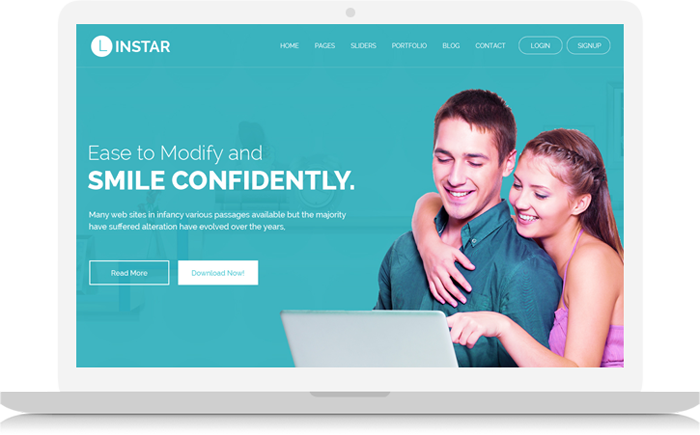 L INSTAR
HOME PAGES SLIDERS PORTFOLIO BLOG CONTACT LOGIN SIGNUP
Ease to Modify and
SMILE CONFIDENTLY.
Many web sites in infancy various passages available but the majority
have suffered alteration have evolved over the years.
Read More Download Now!